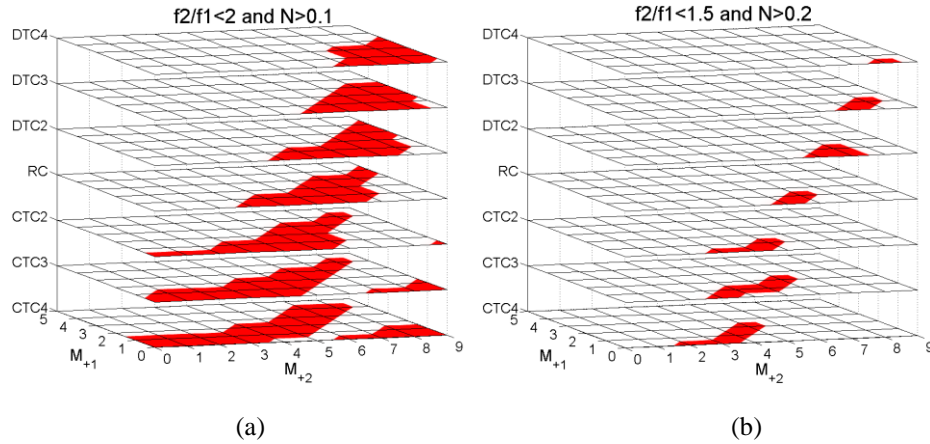 f2/f1<2 and N>0.1
DTC4
DTC3
DTC2
RC
CTC2
CTC3
CTC4
5
4
3
2
1
0
M+1
0 1 2 3 4 5 6 7 8 9
M+2
(a)
f2/f1<1.5 and N>0.2
DTC4
DTC3
DTC2
RC
CTC2
CTC3
CTC4
5
4
3
2
1
0
M+1
0 1 2 3 4 5 6 7 8 9
M+2
(b)